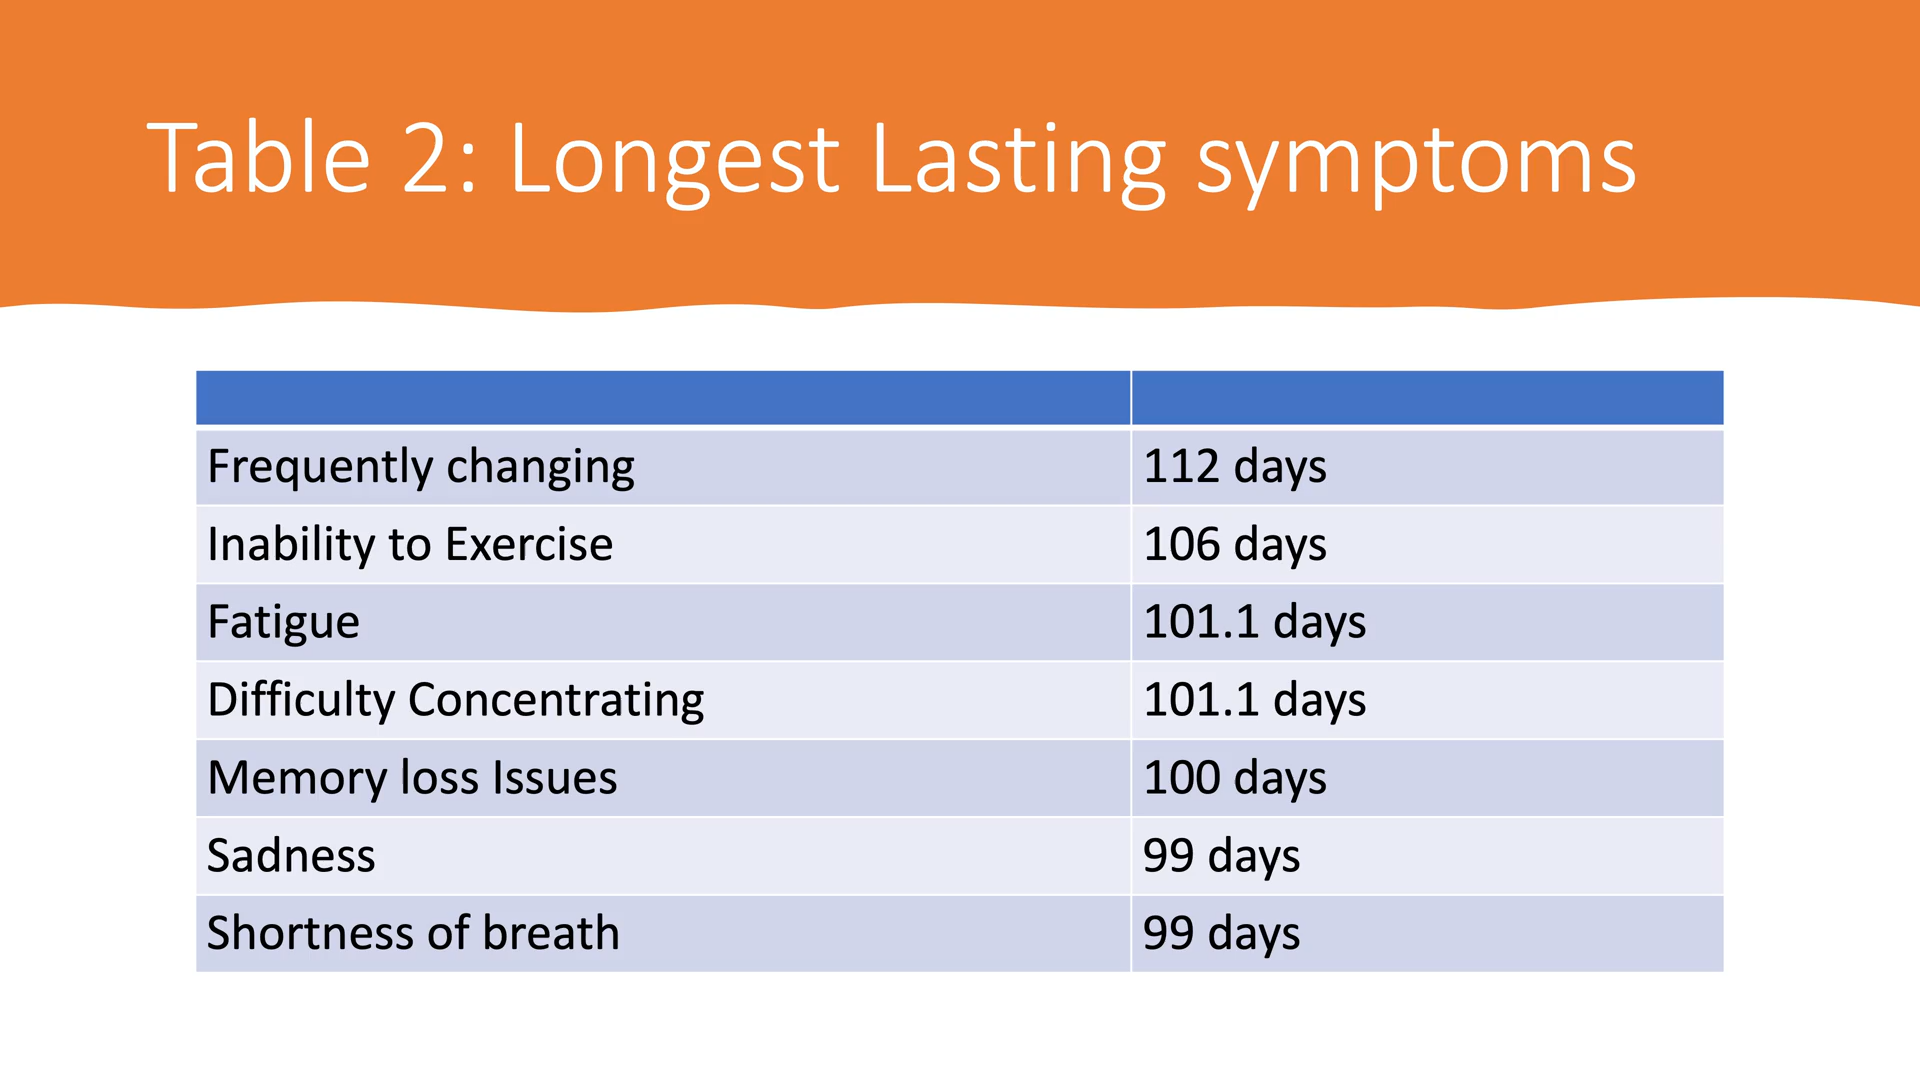 Table 2: Longest Lasting symptoms
Frequently changing 112 days
Inability to Exercise 106 days
Fatigue 101.1 days
Difficulty Concentrating 101.1 days
Memory loss Issues 100 days
Sadness 99 days
Shortness of breath 99 days